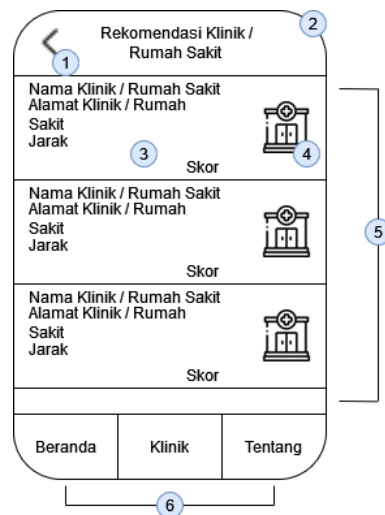 Rekomendasi Klinik /
Rumah Sakit
1
2
Nama Klinik / Rumah Sakit
Alamat Klinik / Rumah
Sakit
Jarak
3
4
Skor
Nama Klinik / Rumah Sakit
Alamat Klinik / Rumah
Sakit
Jarak
5
Skor
Nama Klinik / Rumah Sakit
Alamat Klinik / Rumah
Sakit
Jarak
Skor
Beranda Klinik Tentang
6